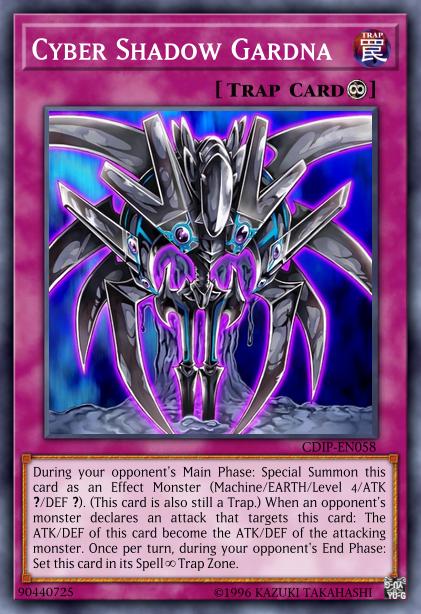 CYBER SHADOW GARDNA
TRAP
罠
[TRAP CARD∞]
CDIP-EN058
During your opponent's Main Phase: Special Summon this
card as an Effect Monster (Machine/EARTH/Level 4/ATK
?/DEF ?). (This card is also still a Trap.) When an opponent's
monster declares an attack that targets this card: The
ATK/DEF of this card become the ATK/DEF of the attacking
monster. Once per turn, during your opponent's End Phase:
Set this card in its Spell∞Trap Zone.
90440725
©1996 KAZUKI TAKAHASHI